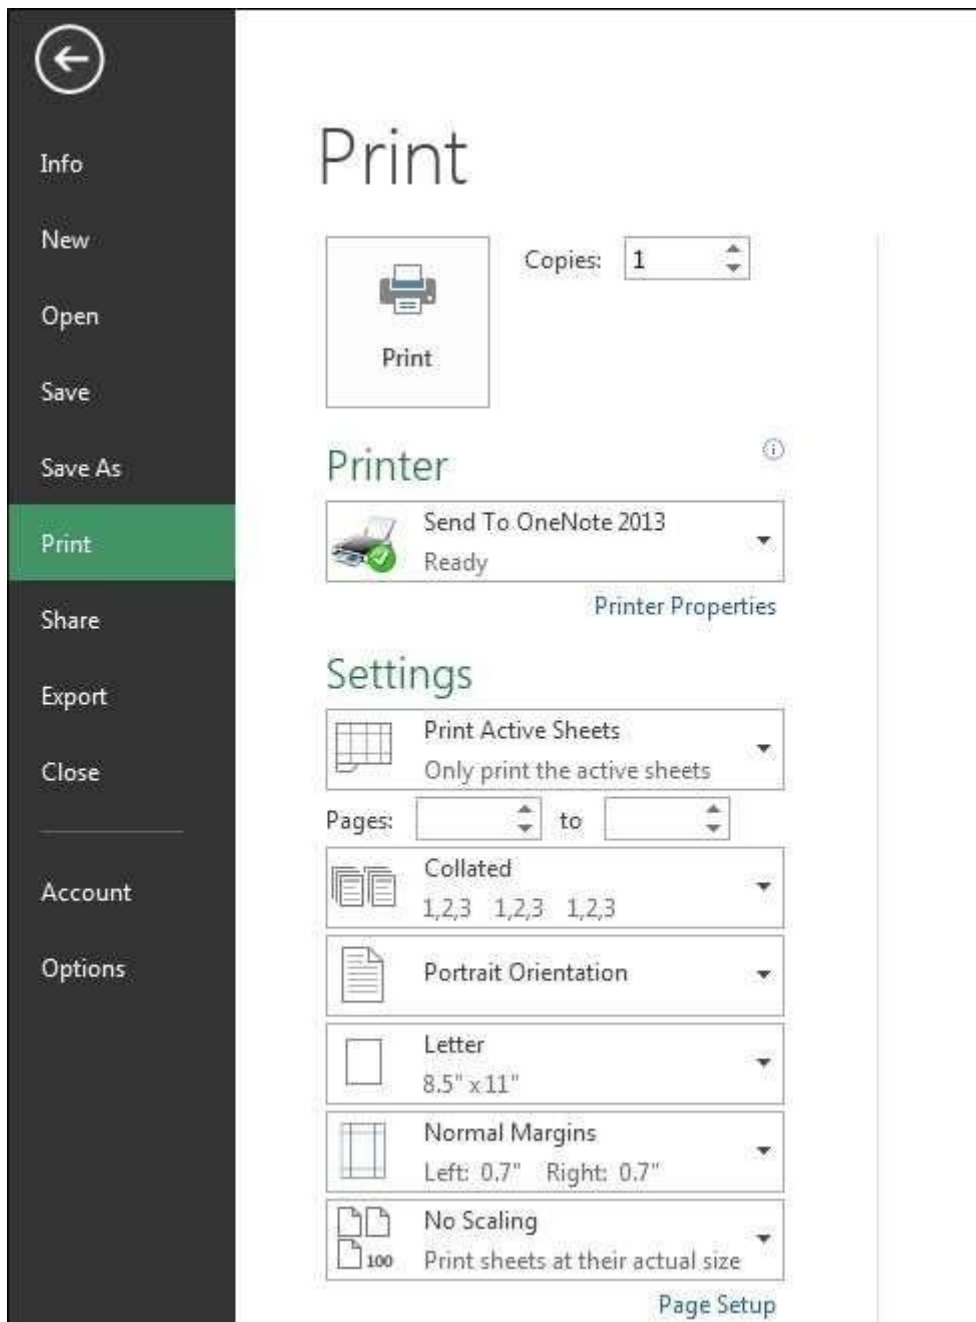 Info
New
Open
Save
Save As
Print
Share
Export
Close
Account
Options
Print
Copies: 1
Print
Printer
Send To OneNote 2013
Ready
Printer Properties
Settings
Print Active Sheets
Only print the active sheets
Pages: to
Collated
1,2,3 1,2,3 1,2,3
Portrait Orientation
Letter
8.5" x 11"
Normal Margins
Left: 0.7" Right: 0.7"
No Scaling
100
Print sheets at their actual size
Page Setup